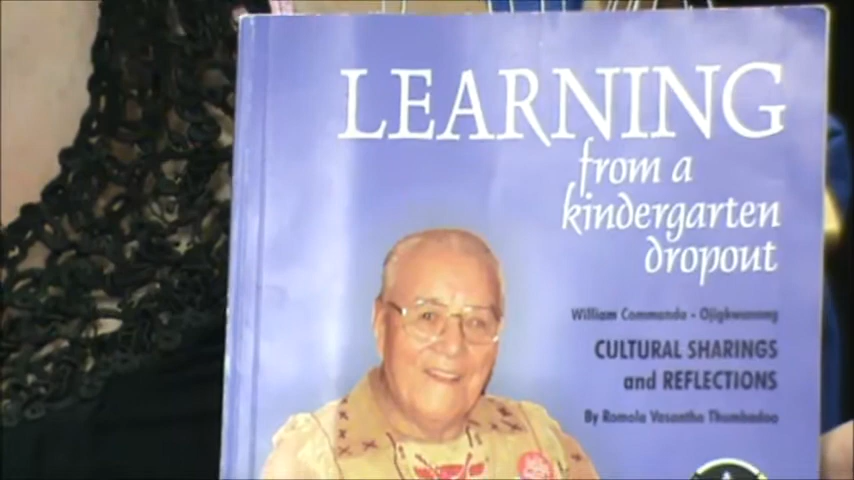 LEARNING
from a
kindergarten
dropout
William Commanda - Ojigkwanong
CULTURAL SHARINGS
and REFLECTIONS
By Romola Vasantha Thumbadoo